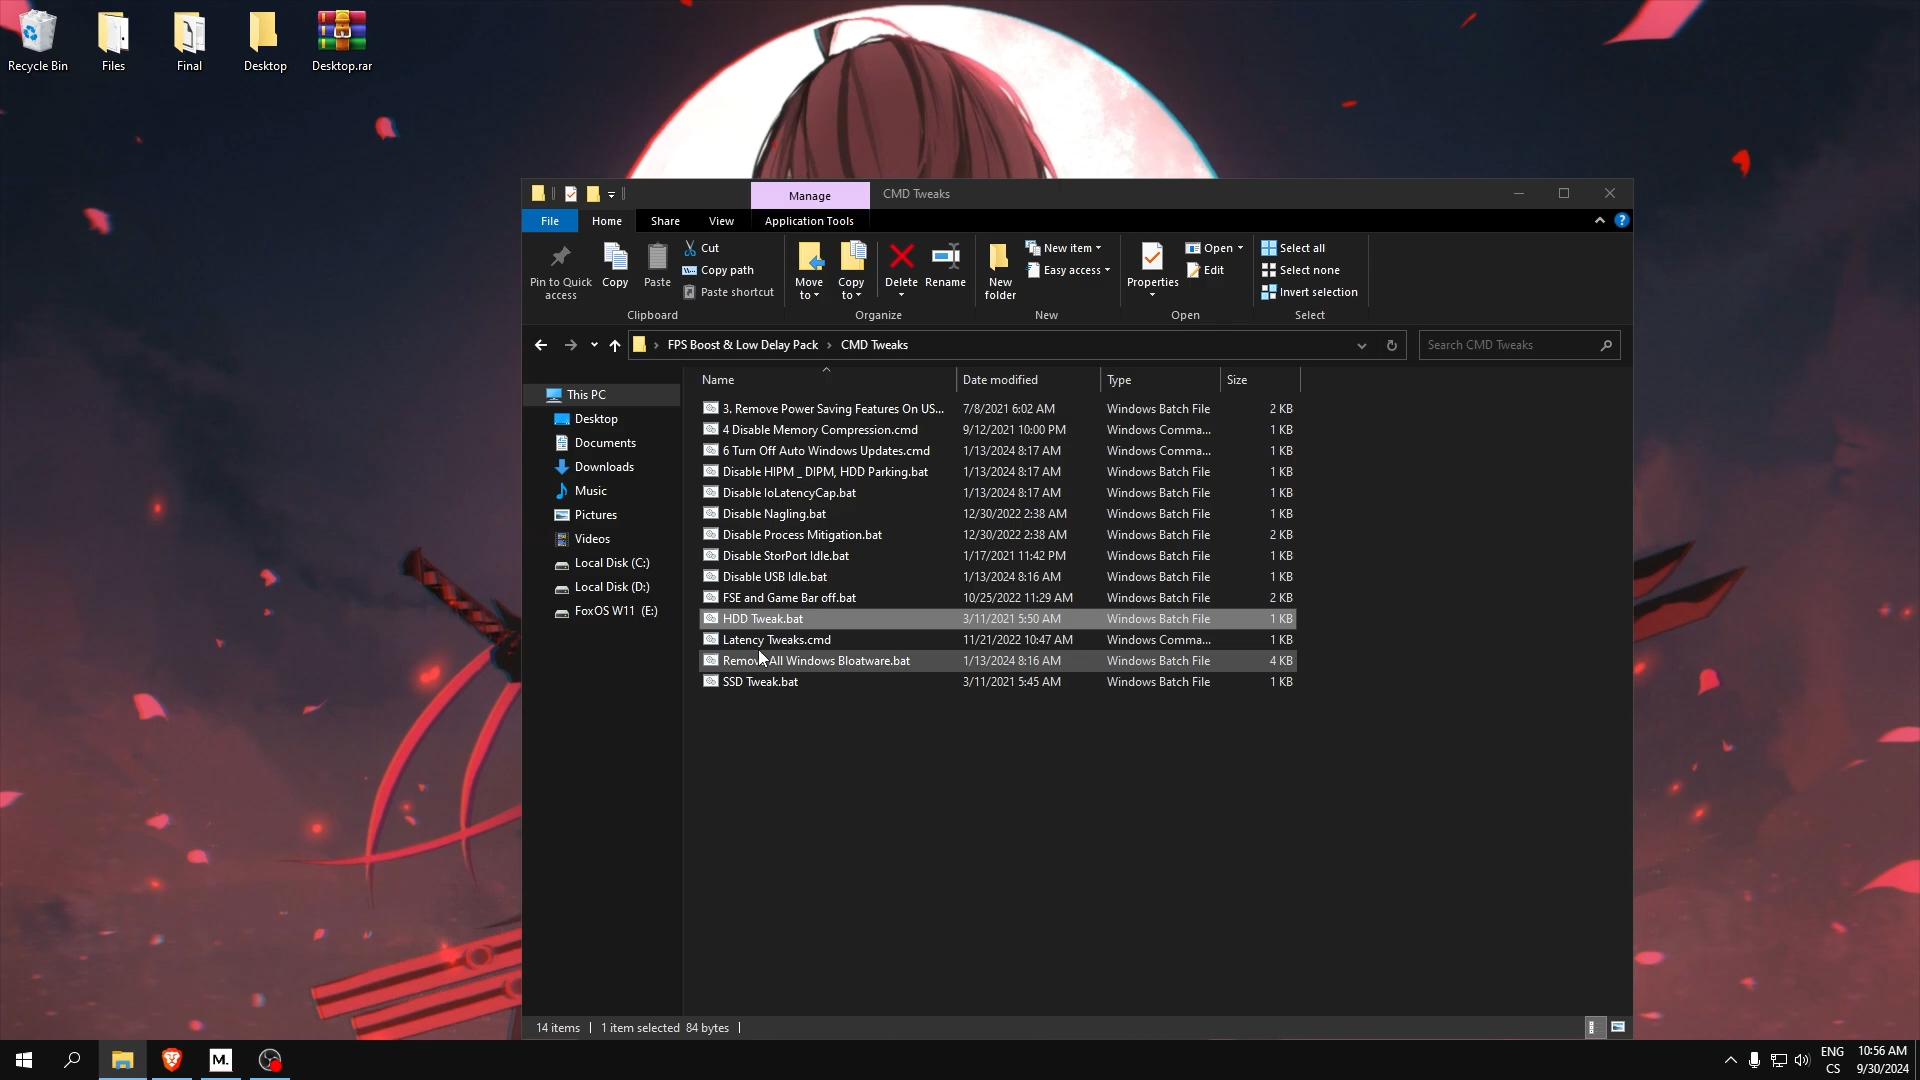 Recycle Bin
Files
Final
Desktop
Desktop.rar
Manage
CMD Tweaks
File
Home
Share
View
Application Tools
Pin to Quick access
Copy
Paste
Cut
Copy path
Paste shortcut
Clipboard
Move to
Copy to
Delete
Rename
Organize
New folder
New item
Easy access
New
Properties
Open
Edit
Open
Select all
Select none
Invert selection
Select
FPS Boost & Low Delay Pack › CMD Tweaks
Search CMD Tweaks
Name Date modified Type Size
This PC
Desktop
Documents
Downloads
Music
Pictures
Videos
Local Disk (C:)
Local Disk (D:)
FoxOS W11 (E:)
3. Remove Power Saving Features On US... 7/8/2021 6:02 AM Windows Batch File 2 KB
4 Disable Memory Compression.cmd 9/12/2021 10:00 PM Windows Comma... 1 KB
6 Turn Off Auto Windows Updates.cmd 1/13/2024 8:17 AM Windows Comma... 1 KB
Disable HIPM _ DIPM, HDD Parking.bat 1/13/2024 8:17 AM Windows Batch File 1 KB
Disable IoLatencyCap.bat 1/13/2024 8:17 AM Windows Batch File 1 KB
Disable Nagling.bat 12/30/2022 2:38 AM Windows Batch File 1 KB
Disable Process Mitigation.bat 12/30/2022 2:38 AM Windows Batch File 2 KB
Disable StorPort Idle.bat 1/17/2021 11:42 PM Windows Batch File 1 KB
Disable USB Idle.bat 1/13/2024 8:16 AM Windows Batch File 1 KB
FSE and Game Bar off.bat 10/25/2022 11:29 AM Windows Batch File 2 KB
HDD Tweak.bat 3/11/2021 5:50 AM Windows Batch File 1 KB
Latency Tweaks.cmd 11/21/2022 10:47 AM Windows Comma... 1 KB
Remove All Windows Bloatware.bat 1/13/2024 8:16 AM Windows Batch File 4 KB
SSD Tweak.bat 3/11/2021 5:45 AM Windows Batch File 1 KB
14 items
1 item selected 84 bytes
M.
ENG
CS
10:56 AM
9/30/2024